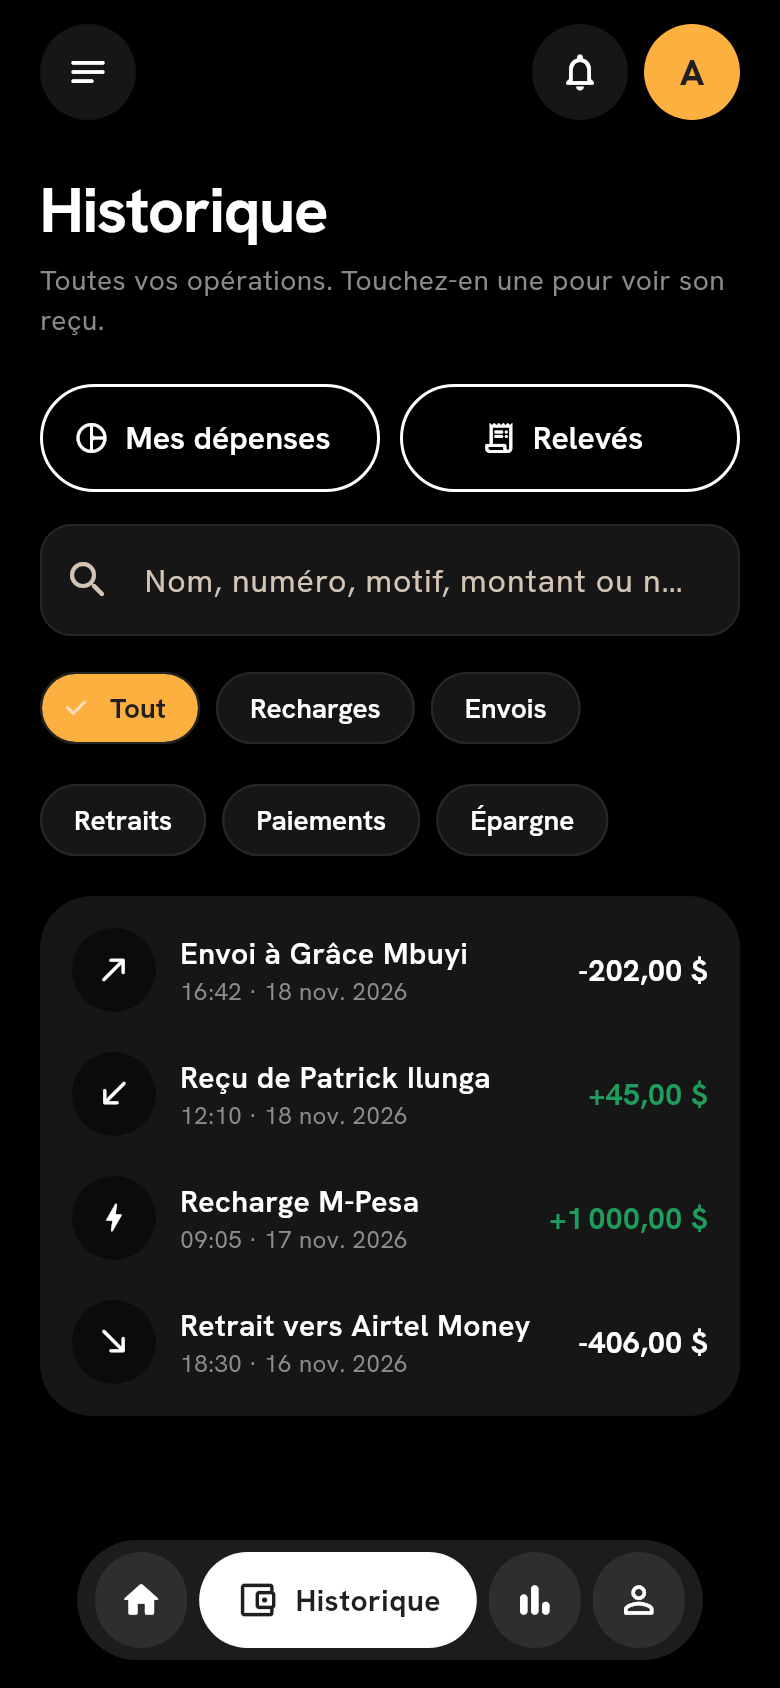 A
Historique
Toutes vos opérations. Touchez-en une pour voir son
reçu.
Mes dépenses
Relevés
Nom, numéro, motif, montant ou n…
Tout
Recharges
Envois
Retraits
Paiements
Épargne
Envoi à Grâce Mbuyi
-202,00 $
16:42 · 18 nov. 2026
Reçu de Patrick Ilunga
+45,00 $
12:10 · 18 nov. 2026
Recharge M-Pesa
+1 000,00 $
09:05 · 17 nov. 2026
Retrait vers Airtel Money
-406,00 $
18:30 · 16 nov. 2026
Historique